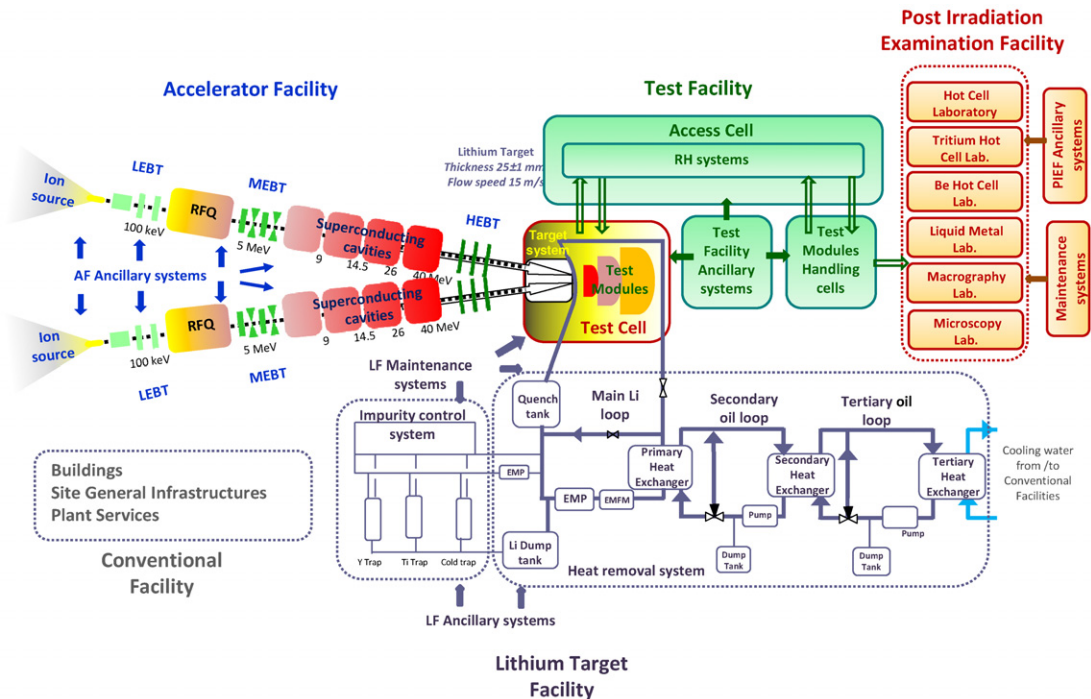 Post Irradiation
Examination Facility
Accelerator Facility
Test Facility
Hot Cell
Laboratory
Tritium Hot
Cell Lab.
Be Hot Cell
Lab.
Liquid Metal
Lab.
Macrography
Lab.
Microscopy
Lab.
PIEF Ancillary
systems
Maintenance
systems
Access Cell
RH systems
Lithium Target
Thickness 25±1 mm
Flow speed 15 m/s
Test
Facility
Ancillary
systems
Test
Modules
Handling
cells
Target
system
Test
Modules
Test Cell
LEBT
MEBT
HEBT
Ion
source
RFQ
100 keV
5 MeV
Superconducting
cavities
9
14.5
26
40 MeV
AF Ancillary systems
Superconducting
cavities
RFQ
Ion
source
100 keV
5 MeV
9
14.5
26
40 MeV
LEBT
MEBT
LF Maintenance
systems
Impurity control
system
EMP
Y Trap
Ti Trap
Cold trap
Quench
tank
Main Li
loop
Secondary
oil loop
Tertiary oil
loop
Primary
Heat
Exchanger
Secondary
Heat
Exchanger
Tertiary
Heat
Exchanger
Cooling water
from /to
Conventional
Facilities
EMP
EMFM
Pump
Pump
Dump
Tank
Dump
Tank
Li Dump
tank
Heat removal system
LF Ancillary systems
Buildings
Site General Infrastructures
Plant Services
Conventional
Facility
Lithium Target
Facility